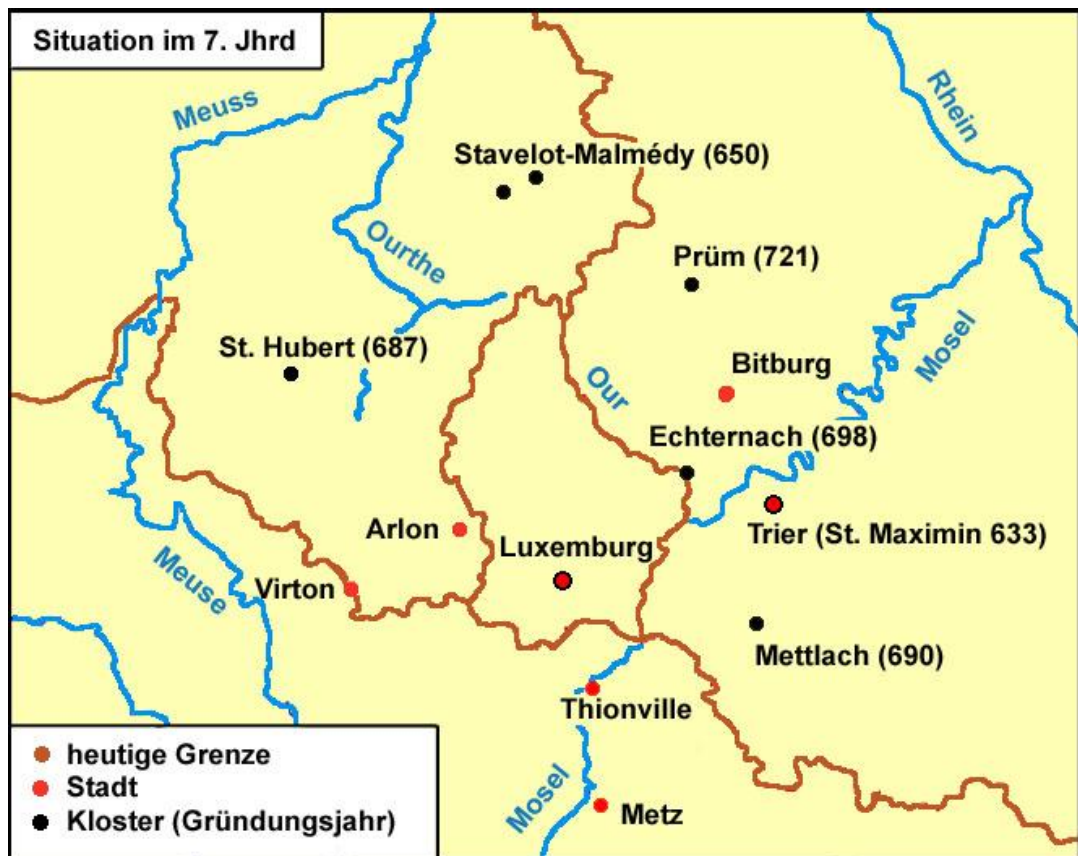 Situation im 7. Jhrd
Meuss
Rhein
Stavelot-Malmédy (650)
Ourthe
Prüm (721)
Mosel
St. Hubert (687)
Our
Bitburg
Echternach (698)
Arlon
Luxemburg
Trier (St. Maximin 633)
Meuse
Virton
Mettlach (690)
Thionville
heutige Grenze
Stadt
Kloster (Gründungsjahr)
Mosel
Metz